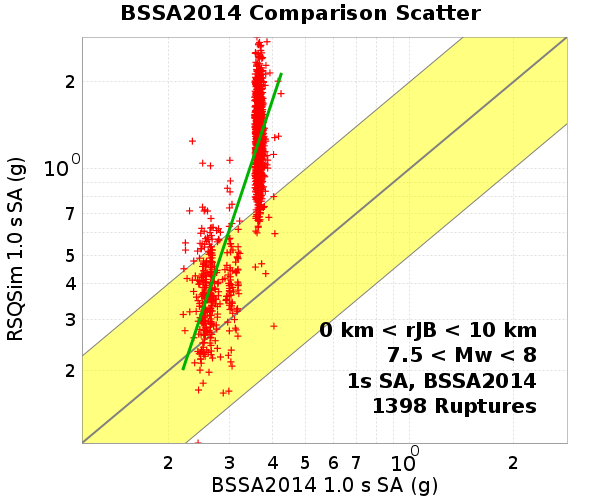 BSSA2014 Comparison Scatter
RSQSim 1.0 s SA (g)
2
10⁰
7
5
4
3
2
0 km < rJB < 10 km
7.5 < Mw < 8
1s SA, BSSA2014
1398 Ruptures
2 3 4 5 6 7 10⁰ 2
BSSA2014 1.0 s SA (g)